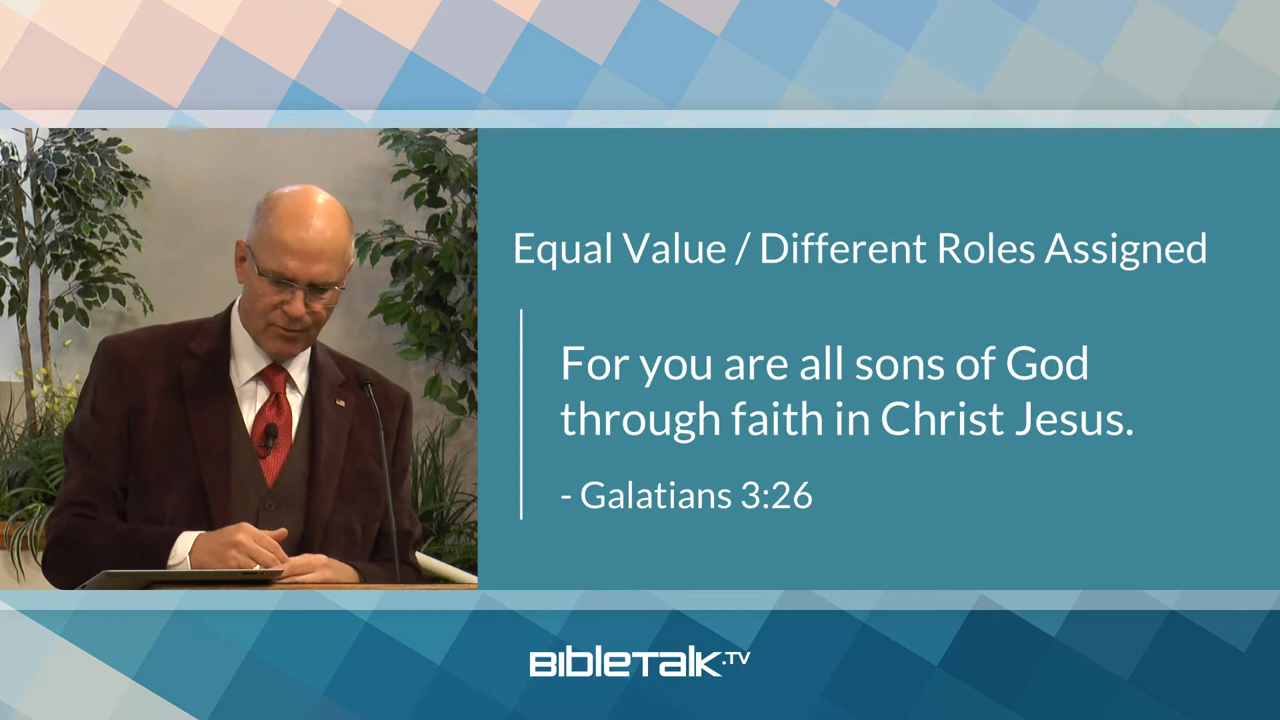 Equal Value / Different Roles Assigned
For you are all sons of God
through faith in Christ Jesus.
- Galatians 3:26
BIBLETALK.TV